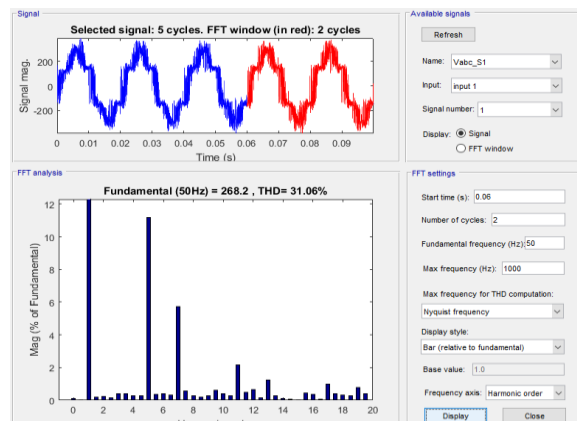 Signal
Selected signal: 5 cycles. FFT window (in red): 2 cycles
Signal mag.
200
0
-200
0 0.01 0.02 0.03 0.04 0.05 0.06 0.07 0.08 0.09
Time (s)
Available signals
Refresh
Name: Vabc_S1
Input: input 1
Signal number: 1
Display: Signal
FFT window
FFT analysis
Fundamental (50Hz) = 268.2 , THD= 31.06%
Mag (% of Fundamental)
12
10
8
6
4
2
0
0 2 4 6 8 10 12 14 16 18 20
FFT settings
Start time (s): 0.06
Number of cycles: 2
Fundamental frequency (Hz): 50
Max frequency (Hz): 1000
Max frequency for THD computation:
Nyquist frequency
Display style:
Bar (relative to fundamental)
Base value: 1.0
Frequency axis: Harmonic order
Display Close